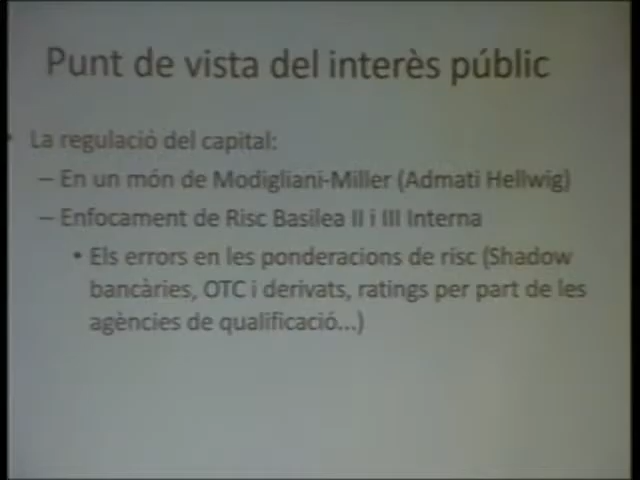 Punt de vista del interès públic
• La regulació del capital:
– En un món de Modigliani-Miller (Admati Hellwig)
– Enfocament de Risc Basilea II i III Interna
• Els errors en les ponderacions de risc (Shadow
bancàries, OTC i derivats, ratings per part de les
agències de qualificació...)